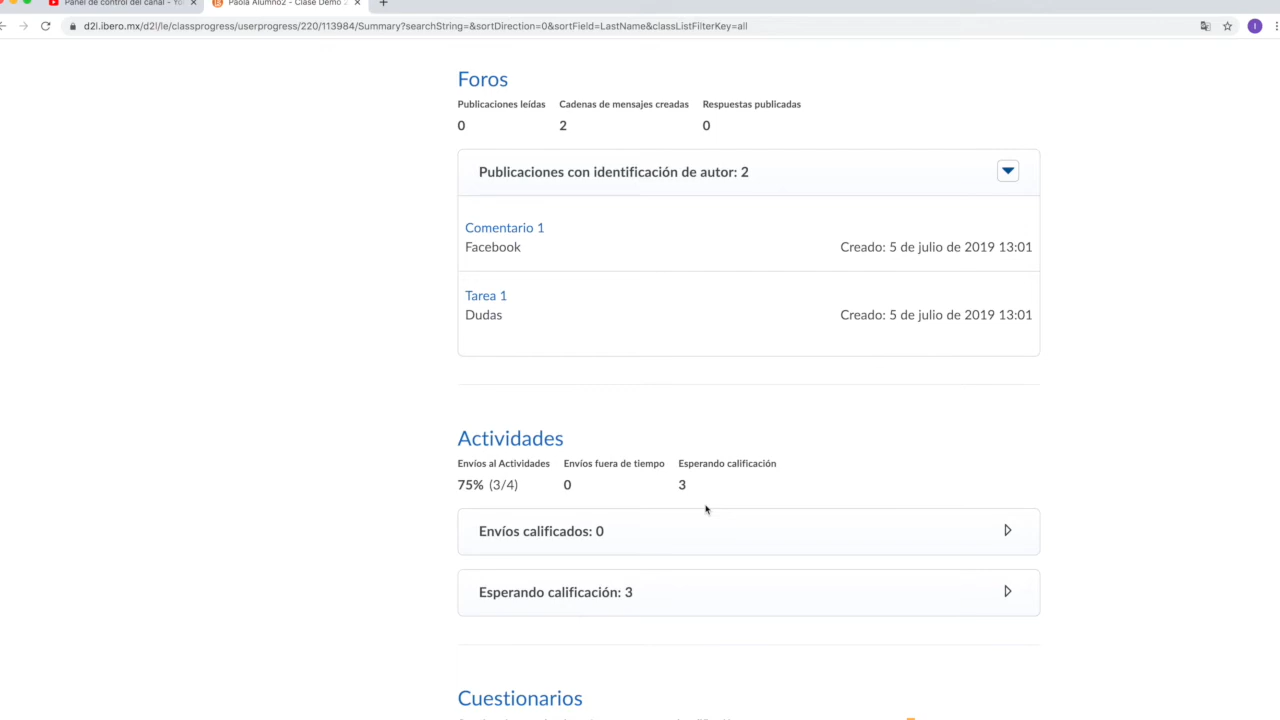 Panel de control del canal - Yo
Paola Alumno2 - Clase Demo 2
d2l.ibero.mx/d2l/le/classprogress/userprogress/220/113984/Summary?searchString=&sortDirection=0&sortField=LastName&classListFilterKey=all
I
Foros
Publicaciones leídas Cadenas de mensajes creadas Respuestas publicadas
0 2 0
Publicaciones con identificación de autor: 2
Comentario 1
Facebook Creado: 5 de julio de 2019 13:01
Tarea 1
Dudas Creado: 5 de julio de 2019 13:01
Actividades
Envíos al Actividades Envíos fuera de tiempo Esperando calificación
75% (3/4) 0 3
Envíos calificados: 0
Esperando calificación: 3
Cuestionarios